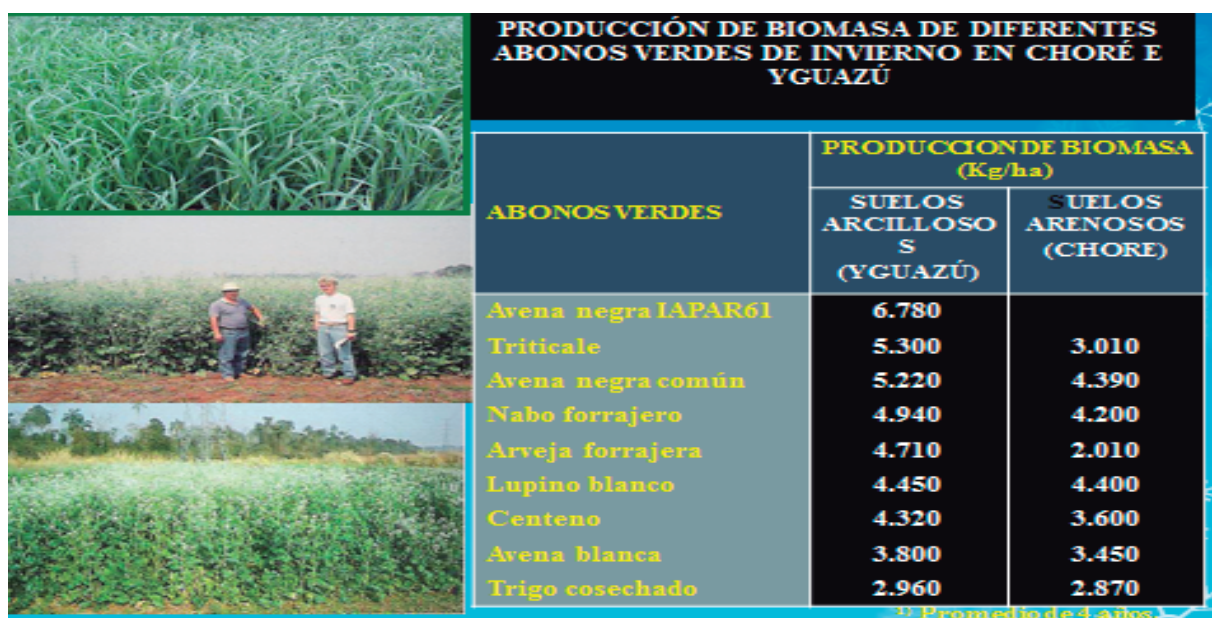 PRODUCCIÓN DE BIOMASA DE DIFERENTES
ABONOS VERDES DE INVIERNO EN CHORÉ E
YGUAZÚ
ABONOS VERDES
PRODUCCION DE BIOMASA
(Kg/ha)
SUELOS
ARCILLOSO
S
(YGUAZÚ)
SUELOS
ARENOSOS
(CHORE)
Avena negra IAPAR61 6.780
Triticale 5.300 3.010
Avena negra común 5.220 4.390
Nabo forrajero 4.940 4.200
Arveja forrajera 4.710 2.010
Lupino blanco 4.450 4.400
Centeno 4.320 3.600
Avena blanca 3.800 3.450
Trigo cosechado 2.960 2.870
1) Promedio de 4 años